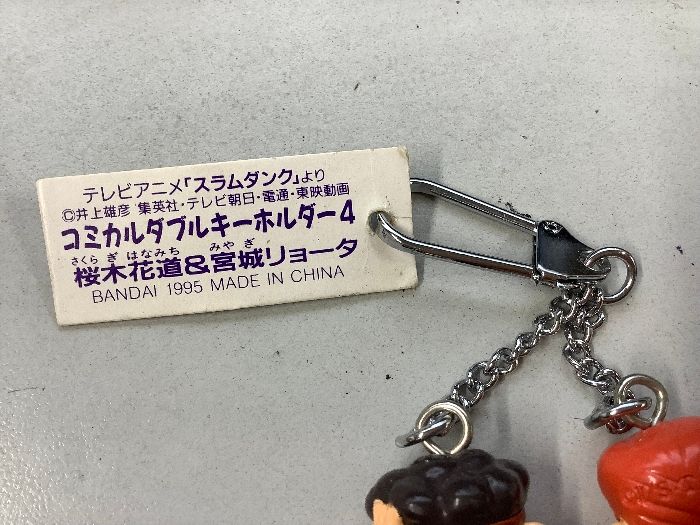 テレビアニメ「スラムダンク」より
©井上雄彦 集英社・テレビ朝日・電通・東映動画
コミカルダブルキーホルダー4
さくら ぎ はなみち みや ぎ
桜木花道&宮城リョータ
BANDAI 1995 MADE IN CHINA